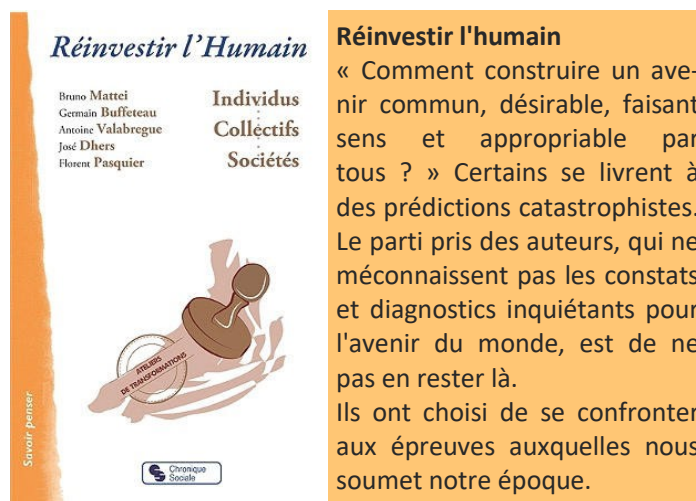 Réinvestir l'Humain
Bruno Mattei
Germain Buffeteau
Antoine Valabregue
José Dhers
Florent Pasquier
Individus
Collectifs
Sociétés
ATELIERS
DE TRANSFORMATIONS
Savoir penser
Chronique
Sociale
Réinvestir l'humain
« Comment construire un ave-
nir commun, désirable, faisant
sens et appropriable par
tous ? » Certains se livrent à
des prédictions catastrophistes.
Le parti pris des auteurs, qui ne
méconnaissent pas les constats
et diagnostics inquiétants pour
l'avenir du monde, est de ne
pas en rester là.
Ils ont choisi de se confronter
aux épreuves auxquelles nous
soumet notre époque.